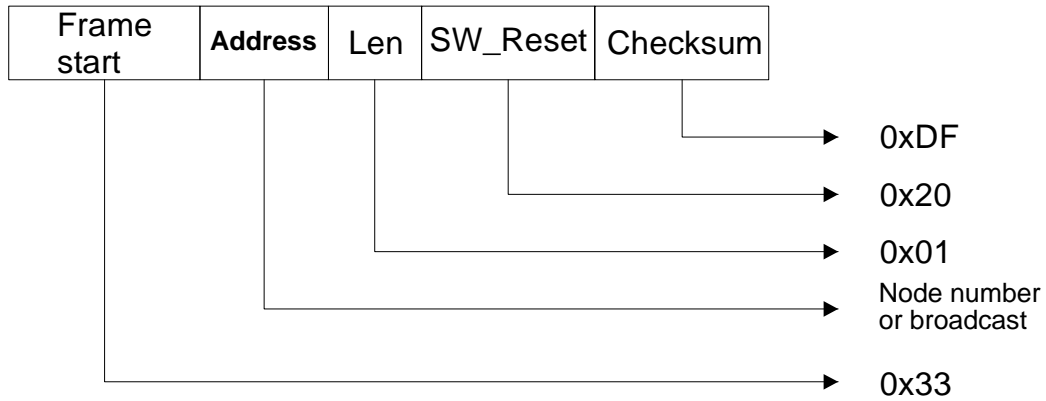 Frame
start
Address
Len
SW_Reset
Checksum
0xDF
0x20
0x01
Node number
or broadcast
0x33